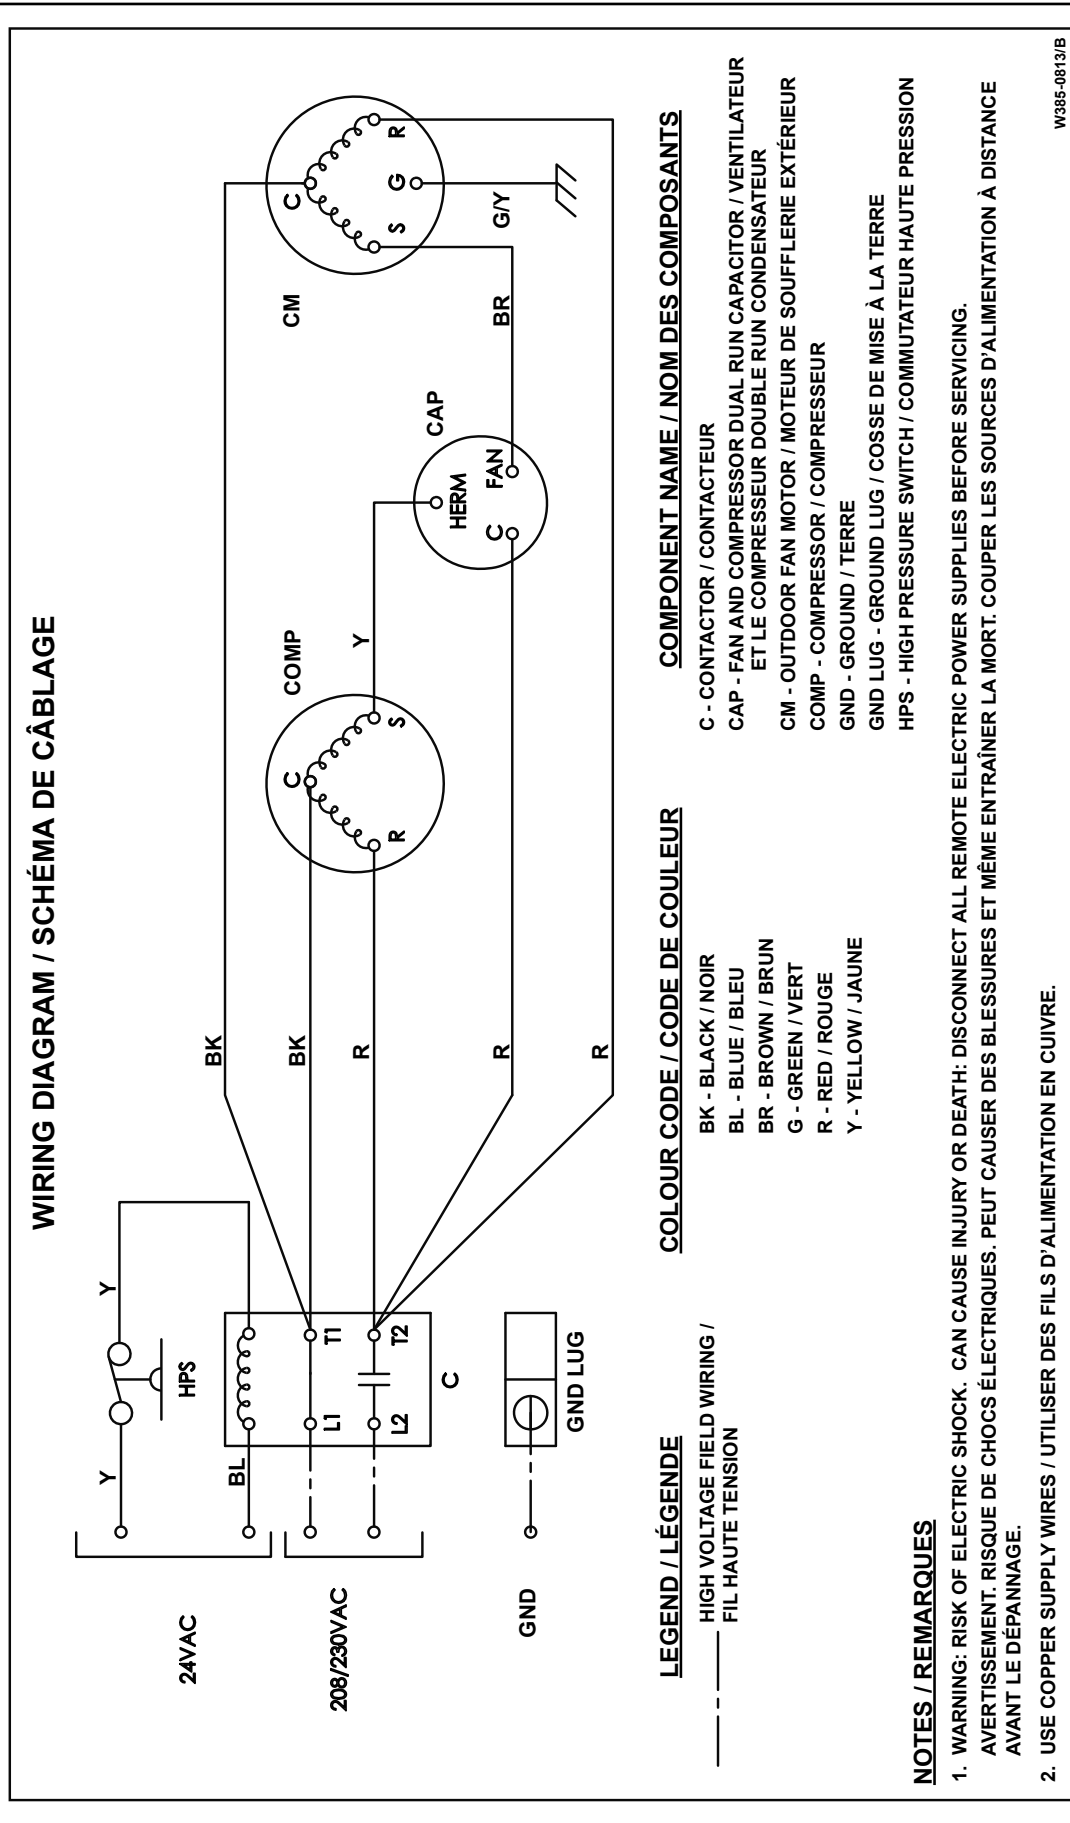 WIRING DIAGRAM / SCHÉMA DE CÂBLAGE
24VAC
Y
Y
HPS
BL
208/230VAC
L1
T1
L2
T2
C
GND
GND LUG
BK
BK
R
R
R
COMP
C
R
S
Y
CAP
HERM
C
FAN
BR
CM
C
S
G
R
G/Y
LEGEND / LÉGENDE
HIGH VOLTAGE FIELD WIRING /
FIL HAUTE TENSION
COLOUR CODE / CODE DE COULEUR
BK - BLACK / NOIR
BL - BLUE / BLEU
BR - BROWN / BRUN
G - GREEN / VERT
R - RED / ROUGE
Y - YELLOW / JAUNE
COMPONENT NAME / NOM DES COMPOSANTS
C - CONTACTOR / CONTACTEUR
CAP - FAN AND COMPRESSOR DUAL RUN CAPACITOR / VENTILATEUR
ET LE COMPRESSEUR DOUBLE RUN CONDENSATEUR
CM - OUTDOOR FAN MOTOR / MOTEUR DE SOUFFLERIE EXTÉRIEUR
COMP - COMPRESSOR / COMPRESSEUR
GND - GROUND / TERRE
GND LUG - GROUND LUG / COSSE DE MISE À LA TERRE
HPS - HIGH PRESSURE SWITCH / COMMUTATEUR HAUTE PRESSION
NOTES / REMARQUES
1. WARNING: RISK OF ELECTRIC SHOCK. CAN CAUSE INJURY OR DEATH: DISCONNECT ALL REMOTE ELECTRIC POWER SUPPLIES BEFORE SERVICING.
AVERTISSEMENT. RISQUE DE CHOCS ÉLECTRIQUES. PEUT CAUSER DES BLESSURES ET MÊME ENTRAÎNER LA MORT. COUPER LES SOURCES D'ALIMENTATION À DISTANCE
AVANT LE DÉPANNAGE.
2. USE COPPER SUPPLY WIRES / UTILISER DES FILS D'ALIMENTATION EN CUIVRE.
W385-0813/B